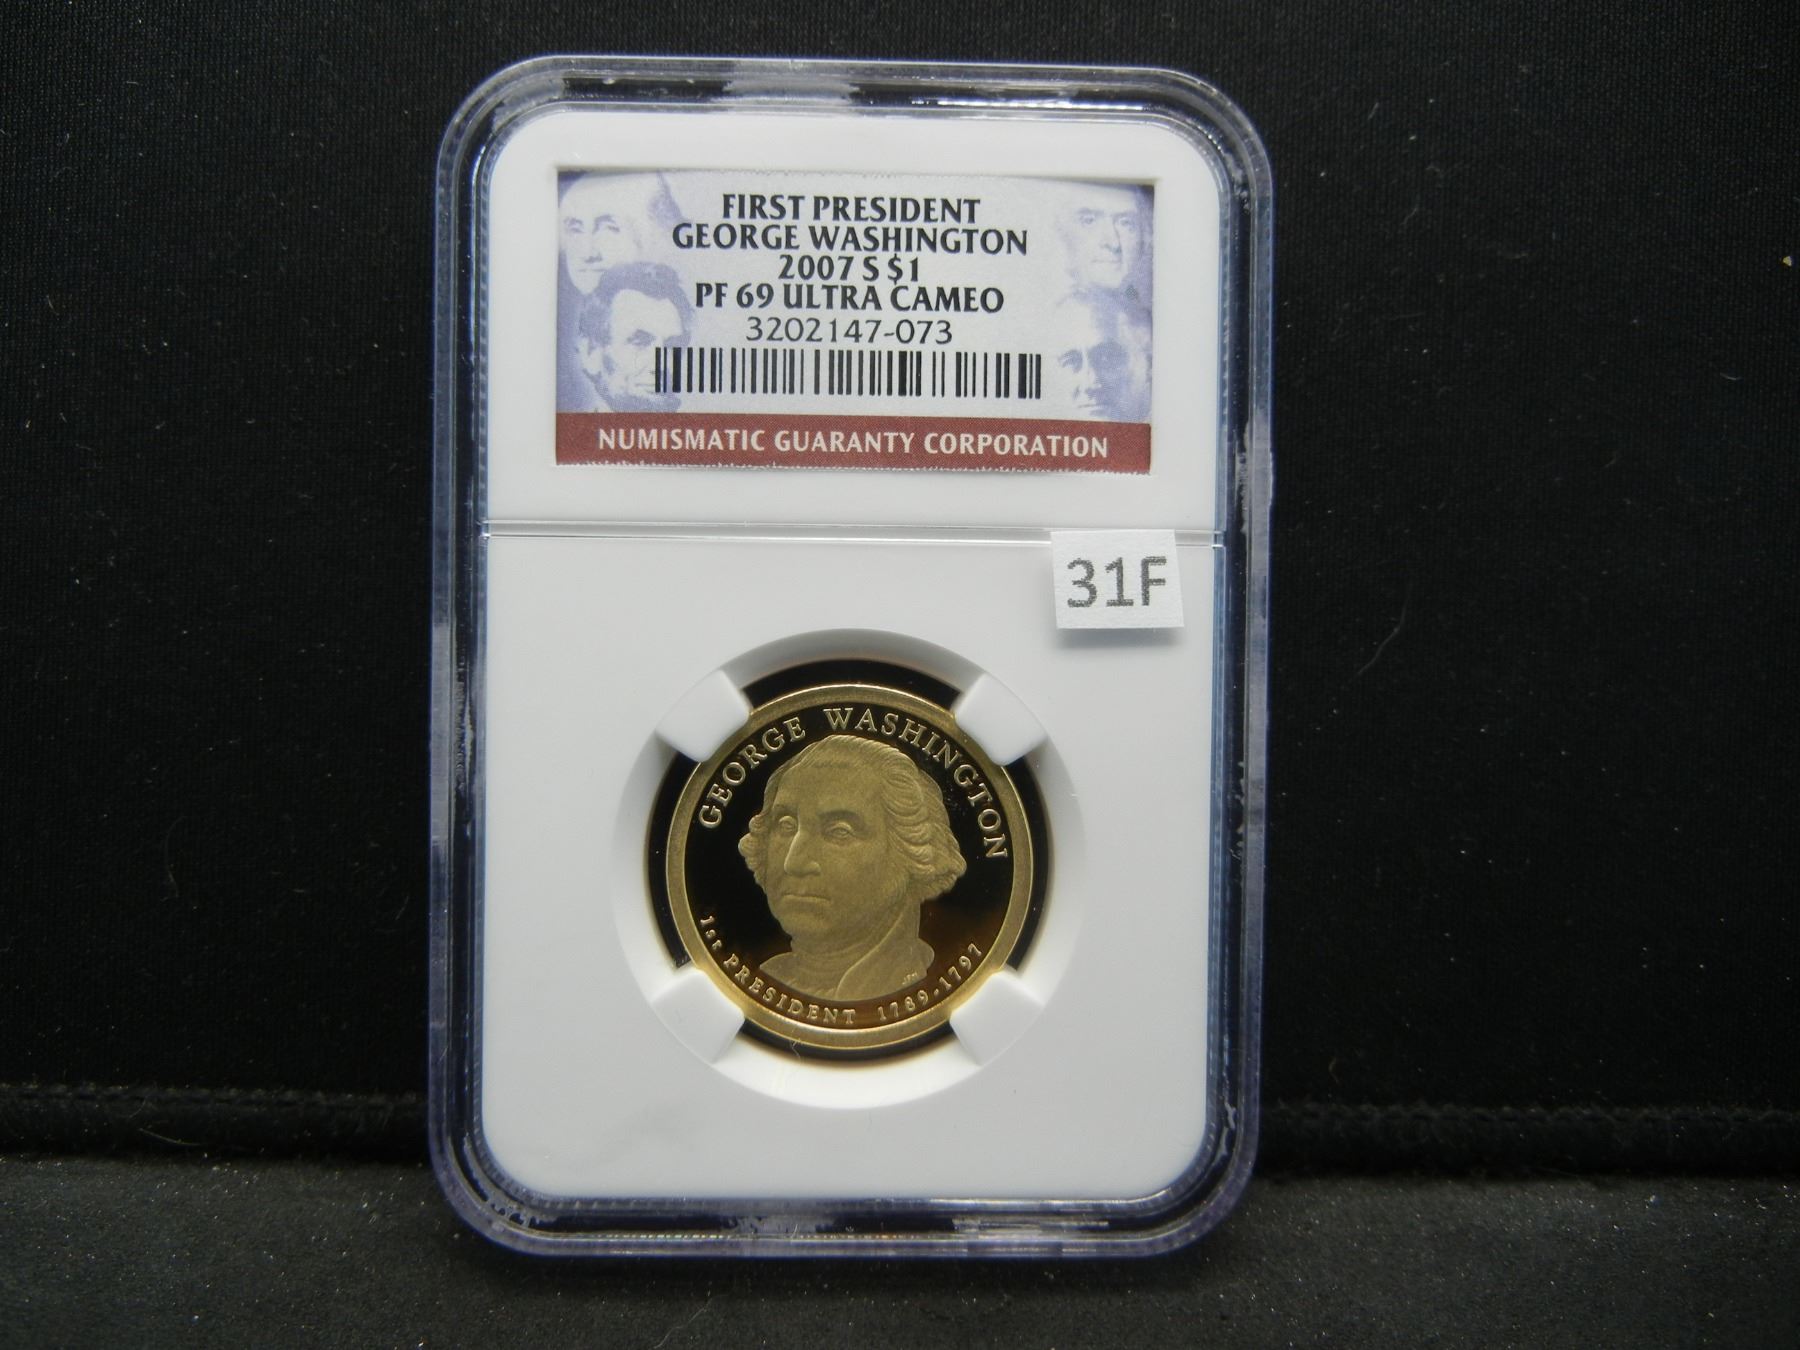 FIRST PRESIDENT
GEORGE WASHINGTON
2007 S $1
PF 69 ULTRA CAMEO
3202147-073
NUMISMATIC GUARANTY CORPORATION
31F
GEORGE WASHINGTON
1ST PRESIDENT 1789-1797
JFM